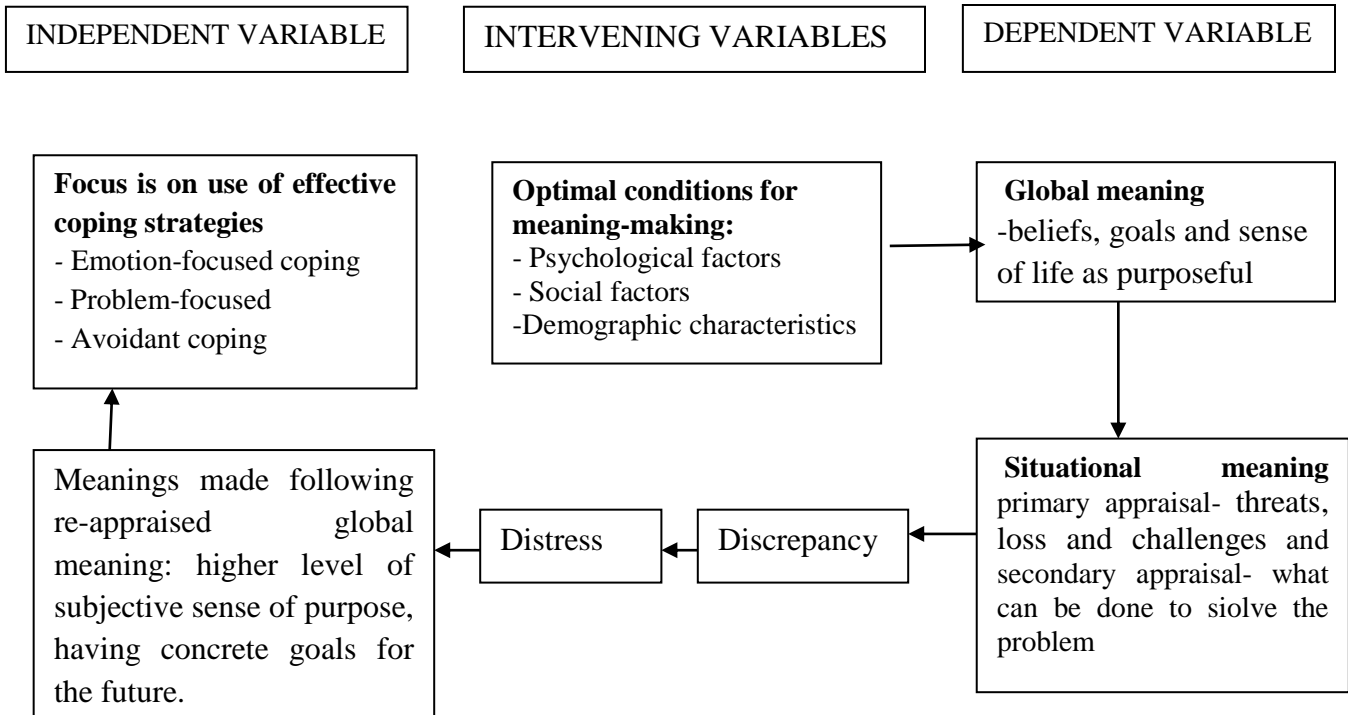 INDEPENDENT VARIABLE
INTERVENING VARIABLES
DEPENDENT VARIABLE
Focus is on use of effective
coping strategies
- Emotion-focused coping
- Problem-focused
- Avoidant coping
Optimal conditions for
meaning-making:
- Psychological factors
- Social factors
-Demographic characteristics
Global meaning
-beliefs, goals and sense
of life as purposeful
Meanings made following
re-appraised global
meaning: higher level of
subjective sense of purpose,
having concrete goals for
the future.
Distress
Discrepancy
Situational meaning
primary appraisal- threats,
loss and challenges and
secondary appraisal- what
can be done to siolve the
problem